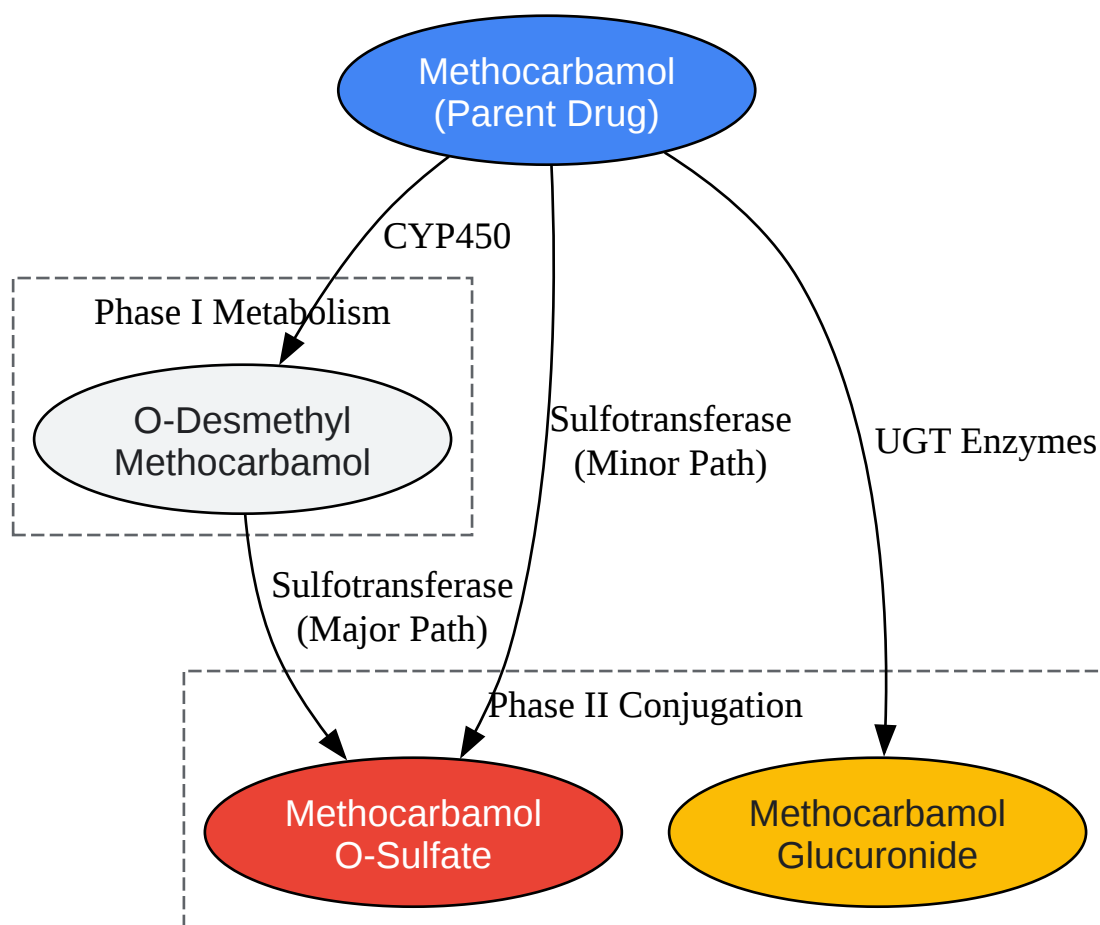 Methocarbamol
(Parent Drug)
CYP450
Phase I Metabolism
O-Desmethyl
Methocarbamol
Sulfotransferase
(Minor Path)
UGT Enzymes
Sulfotransferase
(Major Path)
Phase II Conjugation
Methocarbamol
O-Sulfate
Methocarbamol
Glucuronide